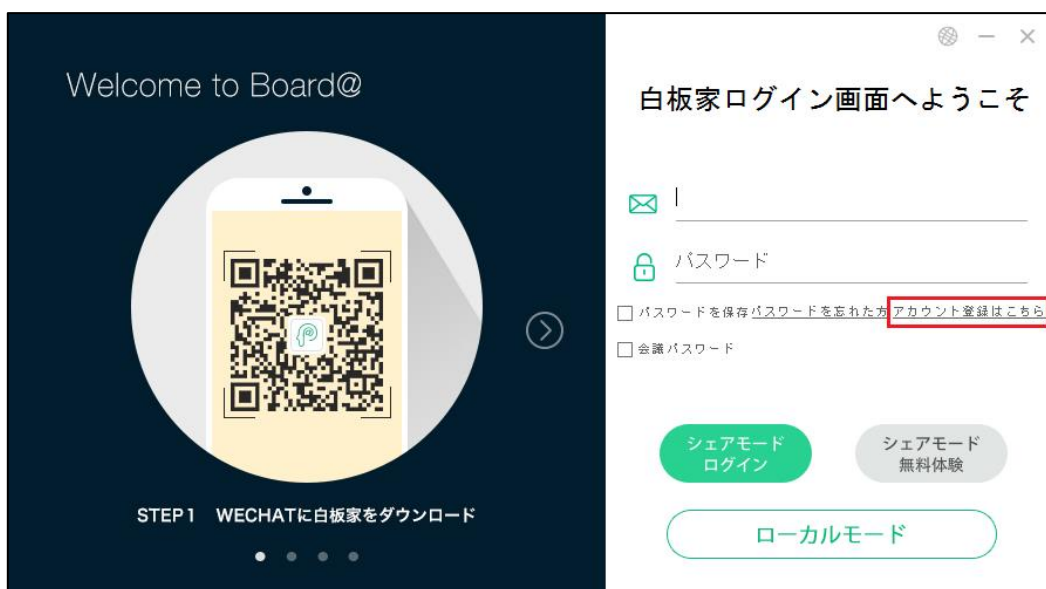 Welcome to Board@
STEP1 WECHATに白板家をダウンロード
白板家ログイン画面へようこそ
パスワード
パスワードを保存 パスワードを忘れた方 アカウント登録はこちら
会議パスワード
シェアモード
ログイン
シェアモード
無料体験
ローカルモード